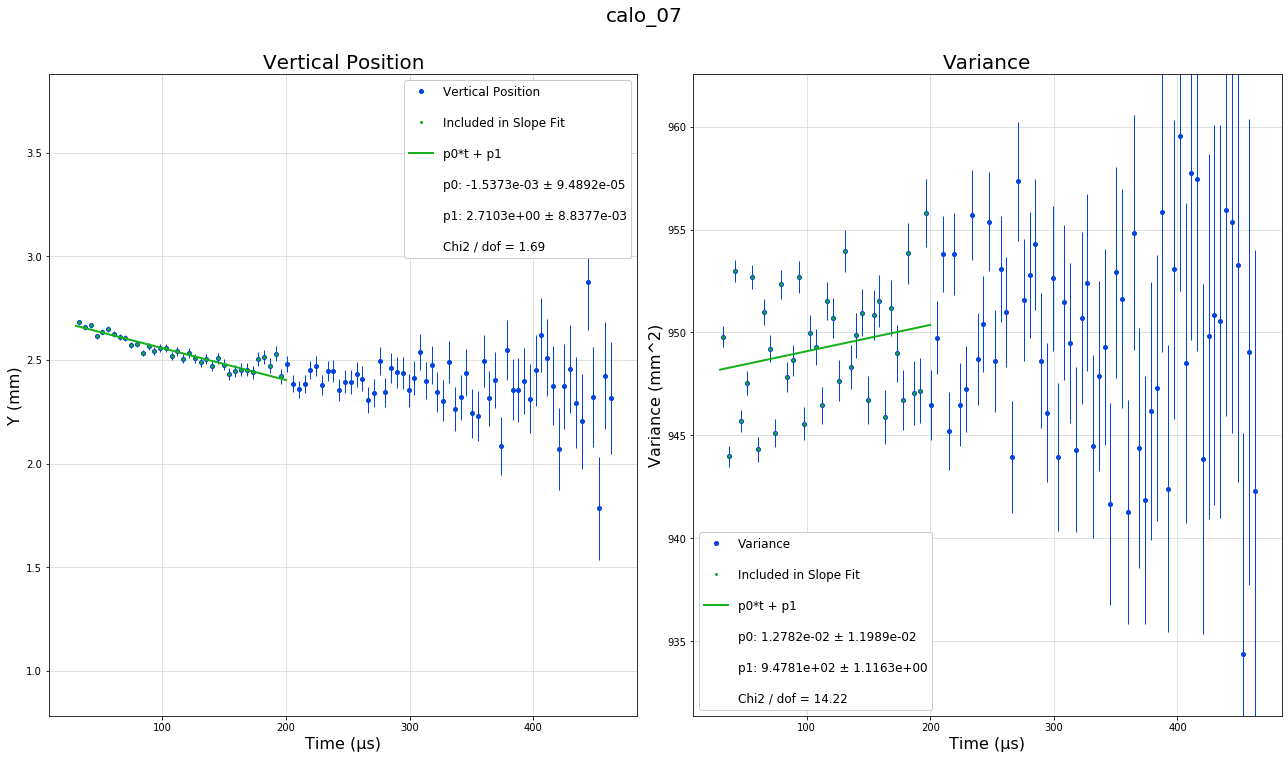 calo_07
Vertical Position
Vertical Position
Included in Slope Fit
p0*t + p1
p0: -1.5373e-03 ± 9.4892e-05
p1: 2.7103e+00 ± 8.8377e-03
Chi2 / dof = 1.69
3.5
3.0
2.5
2.0
1.5
1.0
Y (mm)
100
200
300
400
Time (μs)
Variance
960
955
950
945
940
935
Variance (mm^2)
Variance
Included in Slope Fit
p0*t + p1
p0: 1.2782e-02 ± 1.1989e-02
p1: 9.4781e+02 ± 1.1163e+00
Chi2 / dof = 14.22
100
200
300
400
Time (μs)